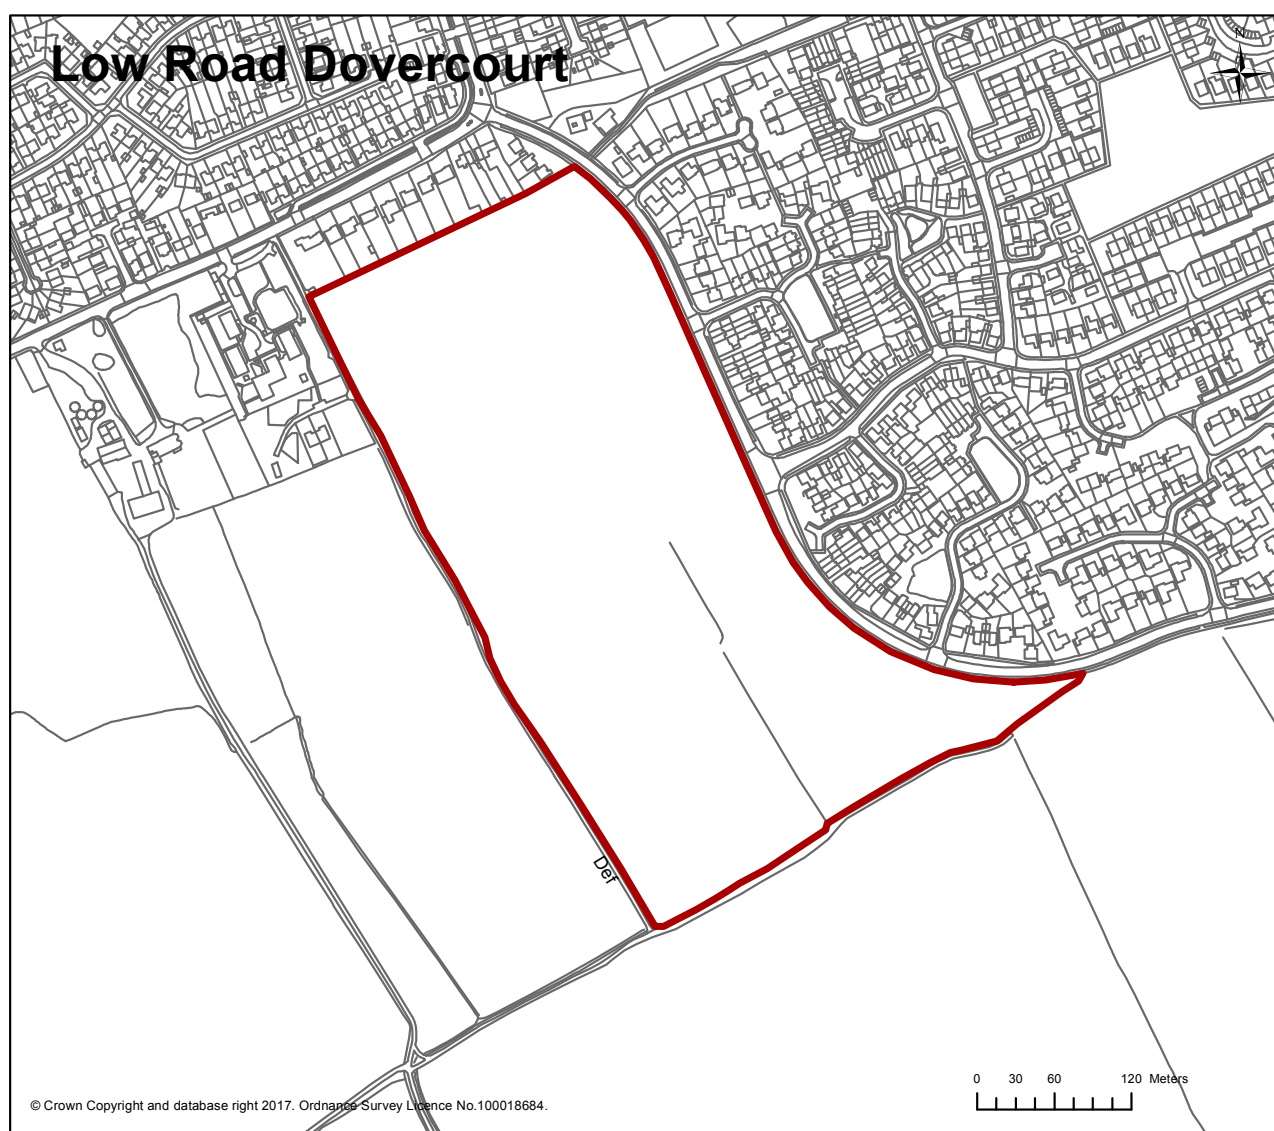 Low Road Dovercourt
N
Def
0 30 60 120 Meters
© Crown Copyright and database right 2017. Ordnance Survey Licence No.100018684.